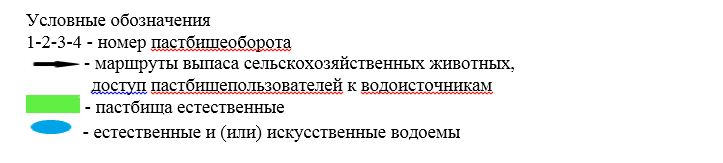 Условные обозначения
1-2-3-4 - номер пастбищеоборота
- маршруты выпаса сельскохозяйственных животных,
доступ пастбищепользователей к водоисточникам
- пастбища естественные
- естественные и (или) искусственные водоемы